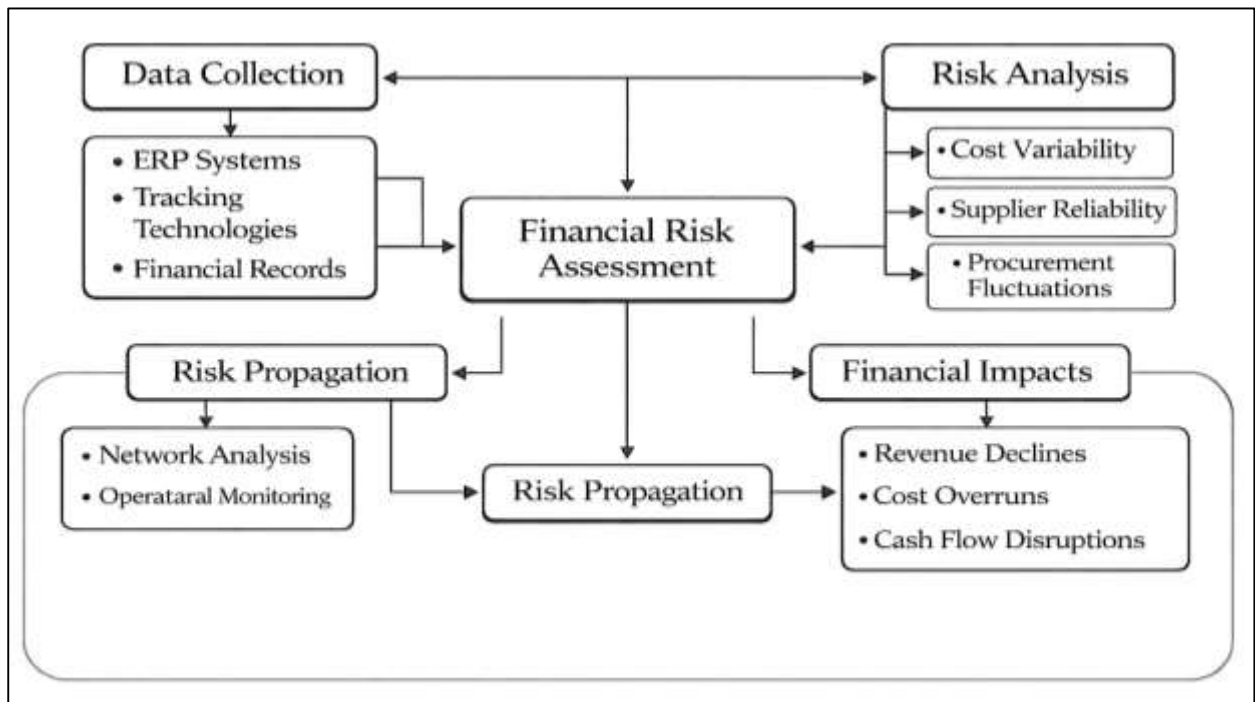 Data Collection
Risk Analysis
• ERP Systems
• Tracking
Technologies
• Financial Records
• Cost Variability
• Supplier Reliability
• Procurement
Fluctuations
Financial Risk
Assessment
Risk Propagation
Financial Impacts
• Network Analysis
• Operataral Monitoring
Risk Propagation
• Revenue Declines
• Cost Overruns
• Cash Flow Disruptions